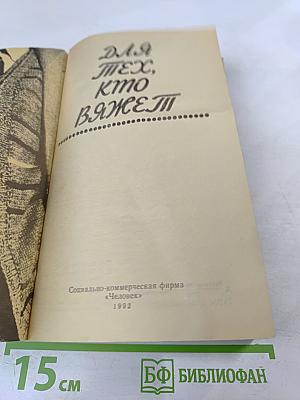 ДЛЯ
ТЕХ,
КТО
ВЯЖЕТ
Социально-коммерческая фирма
«Человек»
1992
15 см
БФ БИБЛИОФАН